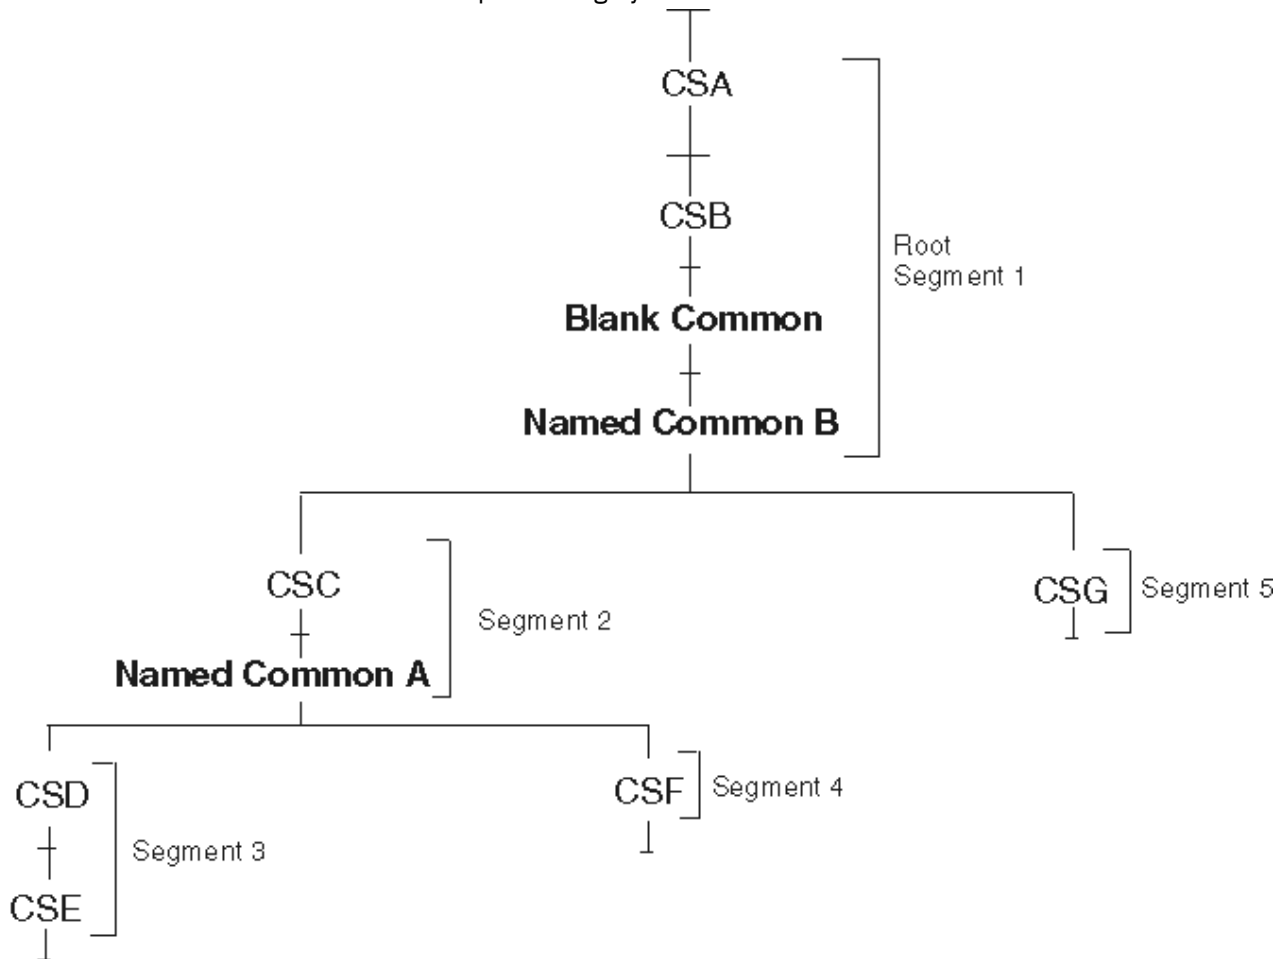 CSA
CSB
Root
Segment 1
Blank Common
Named Common B
CSC
Segment 2
Named Common A
CSG
Segment 5
CSD
Segment 3
CSE
CSF
Segment 4